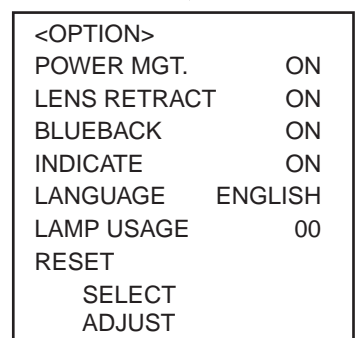 <OPTION>
POWER MGT. ON
LENS RETRACT ON
BLUEBACK ON
INDICATE ON
LANGUAGE ENGLISH
LAMP USAGE 00
RESET
SELECT
ADJUST